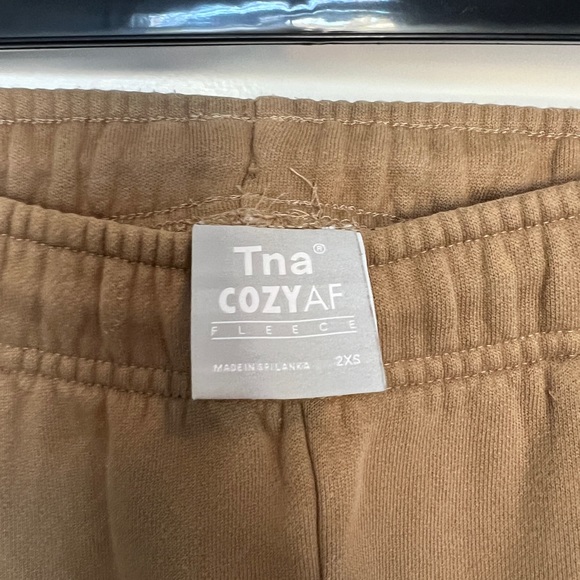 Tna®
COZYAF
FLEECE
MADE IN SRI LANKA 2XS